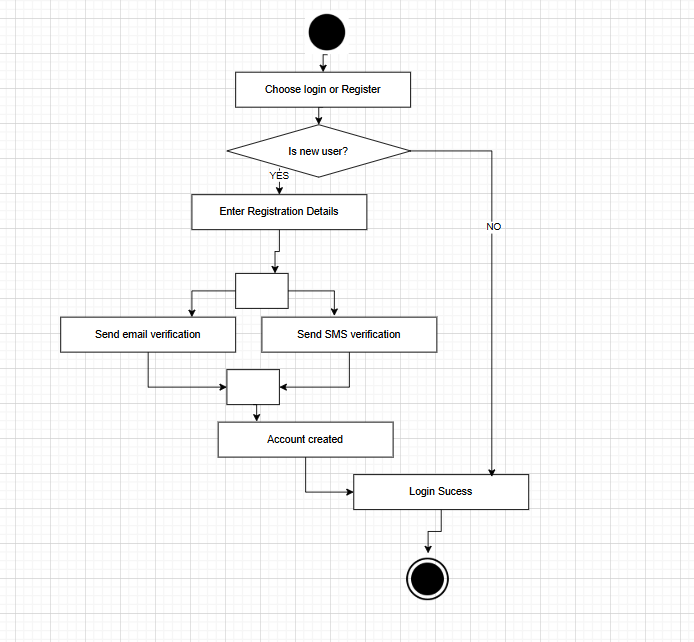 Choose login or Register
Is new user?
YES
Enter Registration Details
NO
Send email verification
Send SMS verification
Account created
Login Sucess